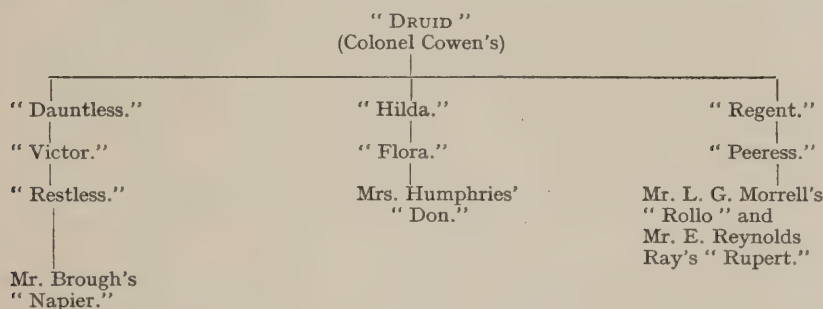 “ DRUID ”
(Colonel Cowen's)
“ Dauntless.”
“ Hilda.”
“ Regent.”
“ Victor.”
“ Flora.”
“ Peeress.”
“ Restless.”
Mrs. Humphries'
“ Don.”
Mr. L. G. Morrell's
“ Rollo ” and
Mr. E. Reynolds
Ray's “ Rupert.”
Mr. Brough's
“ Napier.”